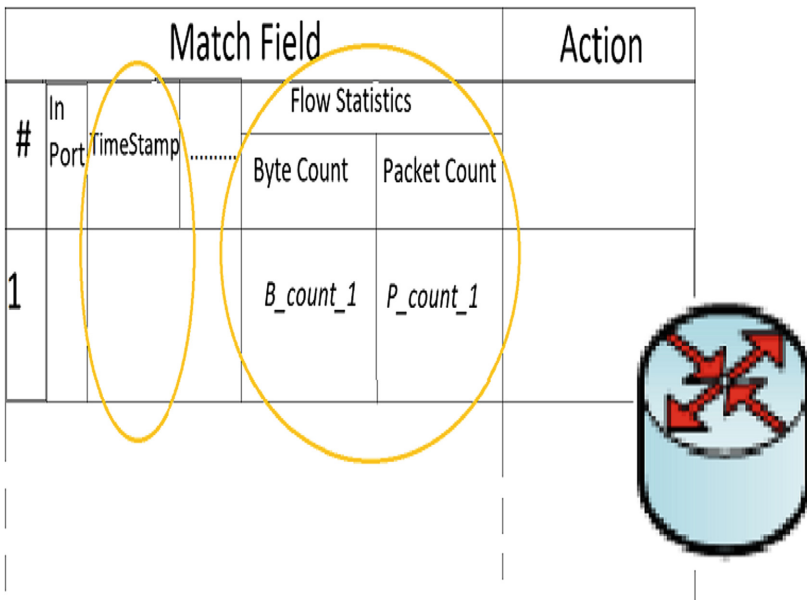 Match Field
Action
#
In
Port
TimeStamp
..........
Flow Statistics
Byte Count
Packet Count
1
B_count_1
P_count_1